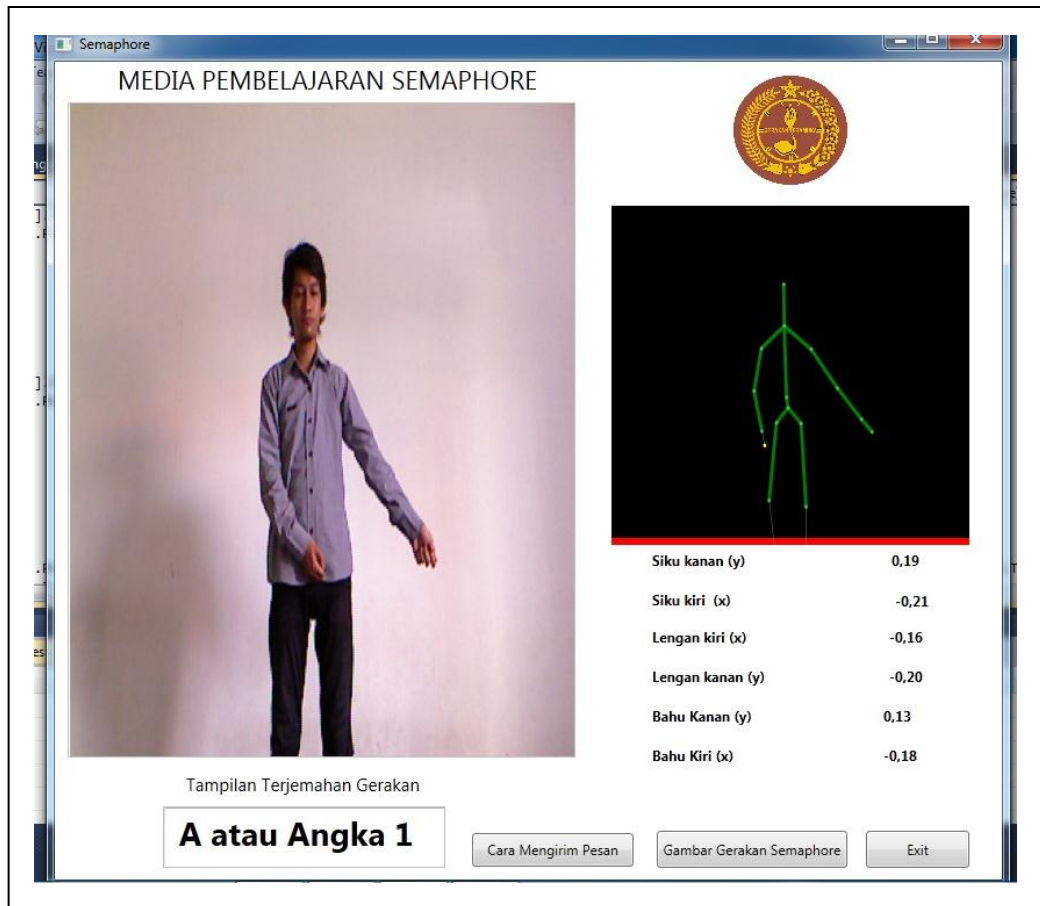 Semaphore
MEDIA PEMBELAJARAN SEMAPHORE
Siku kanan (y) 0,19
Siku kiri (x) -0,21
Lengan kiri (x) -0,16
Lengan kanan (y) -0,20
Bahu Kanan (y) 0,13
Bahu Kiri (x) -0,18
Tampilan Terjemahan Gerakan
A atau Angka 1
Cara Mengirim Pesan
Gambar Gerakan Semaphore
Exit